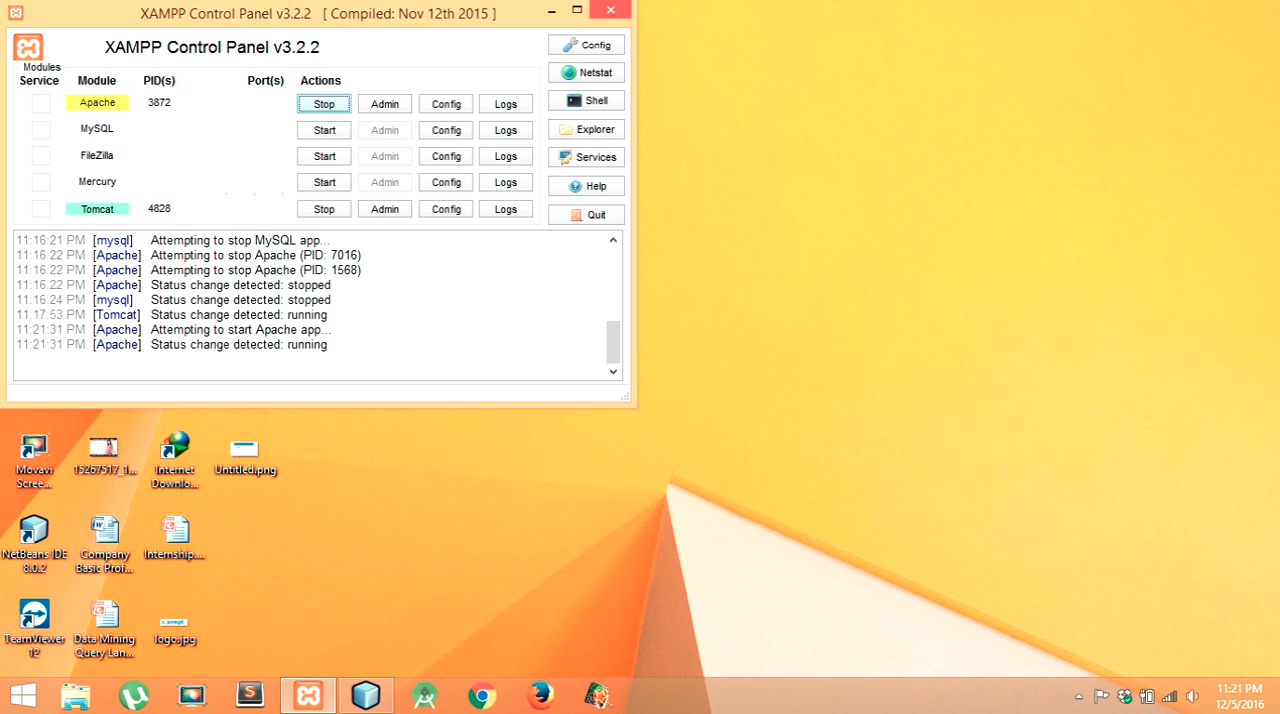 XAMPP Control Panel v3.2.2 [ Compiled: Nov 12th 2015 ]
XAMPP Control Panel v3.2.2
Config
Modules
Service Module PID(s) Port(s) Actions
Netstat
Apache 3872 Stop Admin Config Logs
Shell
MySQL Start Admin Config Logs
Explorer
FileZilla Start Admin Config Logs
Services
Mercury Start Admin Config Logs
Help
Tomcat 4828 Stop Admin Config Logs
Quit
11:16:21 PM [mysql] Attempting to stop MySQL app...
11:16:22 PM [Apache] Attempting to stop Apache (PID: 7016)
11:16:22 PM [Apache] Attempting to stop Apache (PID: 1568)
11:16:22 PM [Apache] Status change detected: stopped
11:16:24 PM [mysql] Status change detected: stopped
11:17:53 PM [Tomcat] Status change detected: running
11:21:31 PM [Apache] Attempting to start Apache app...
11:21:31 PM [Apache] Status change detected: running
Movavi Scree...
15267517_1...
Internet Downlo...
Untitled.png
NetBeans IDE 8.0.2
Company Basic Prof...
Internship....
TeamViewer 12
Data Mining Query Lan...
logo.jpg
11:21 PM
12/5/2016